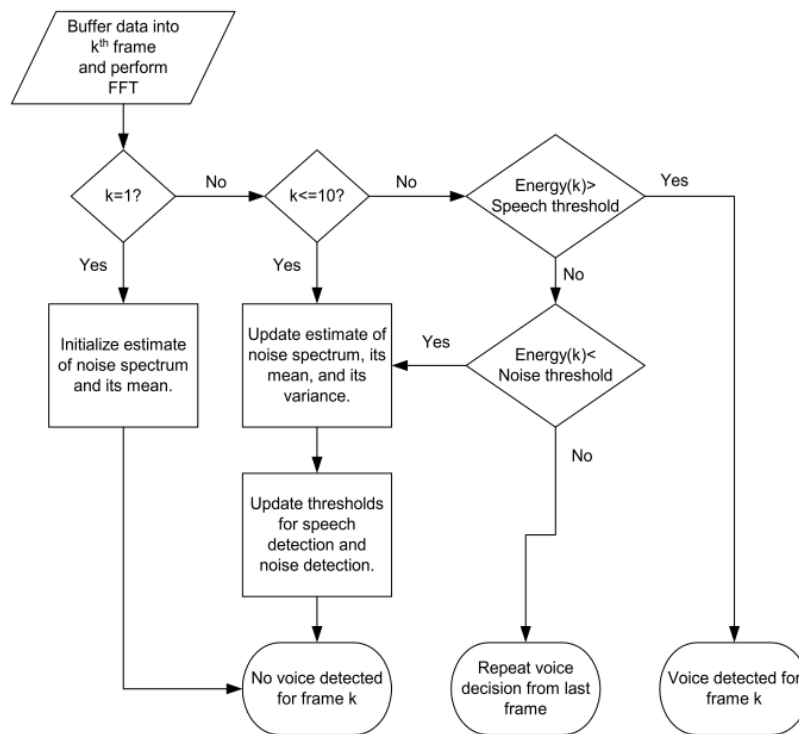 Buffer data into
kth frame
and perform
FFT
k=1?
No
k<=10?
No
Energy(k)>
Speech threshold
Yes
Yes
Yes
No
Initialize estimate
of noise spectrum
and its mean.
Update estimate of
noise spectrum, its
mean, and its
variance.
Yes
Energy(k)<
Noise threshold
No
Update thresholds
for speech
detection and
noise detection.
No voice detected
for frame k
Repeat voice
decision from last
frame
Voice detected for
frame k